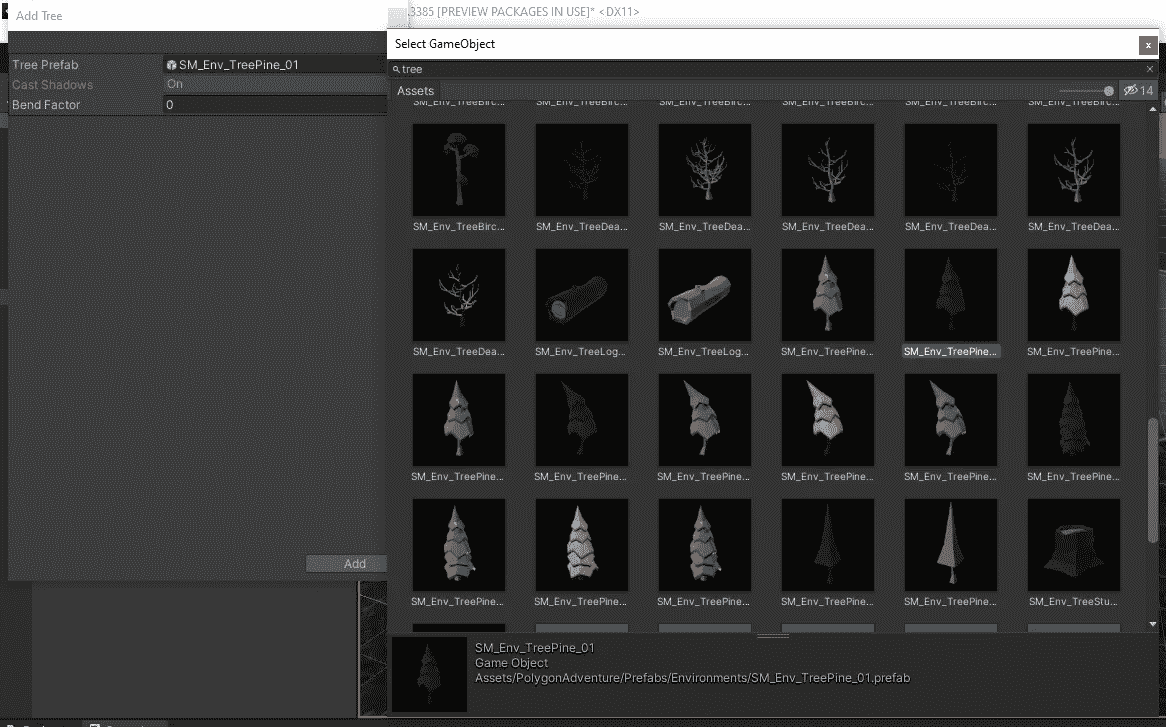 Add Tree
.3385 [PREVIEW PACKAGES IN USE]* <DX11>
Select GameObject
x
tree
Tree Prefab
SM_Env_TreePine_01
Cast Shadows
On
Bend Factor
0
Assets
14
SM_Env_TreeBirc... SM_Env_TreeBirc... SM_Env_TreeBirc... SM_Env_TreeBirc... SM_Env_TreeBirc... SM_Env_TreeBirc...
SM_Env_TreeBirc... SM_Env_TreeDea... SM_Env_TreeDea... SM_Env_TreeDea... SM_Env_TreeDea... SM_Env_TreeDea...
SM_Env_TreeDea... SM_Env_TreeLog... SM_Env_TreeLog... SM_Env_TreePine... SM_Env_TreePine... SM_Env_TreePine...
SM_Env_TreePine... SM_Env_TreePine... SM_Env_TreePine... SM_Env_TreePine... SM_Env_TreePine... SM_Env_TreePine...
SM_Env_TreePine... SM_Env_TreePine... SM_Env_TreePine... SM_Env_TreePine... SM_Env_TreePine... SM_Env_TreeStu...
Add
SM_Env_TreePine_01
Game Object
Assets/PolygonAdventure/Prefabs/Environments/SM_Env_TreePine_01.prefab